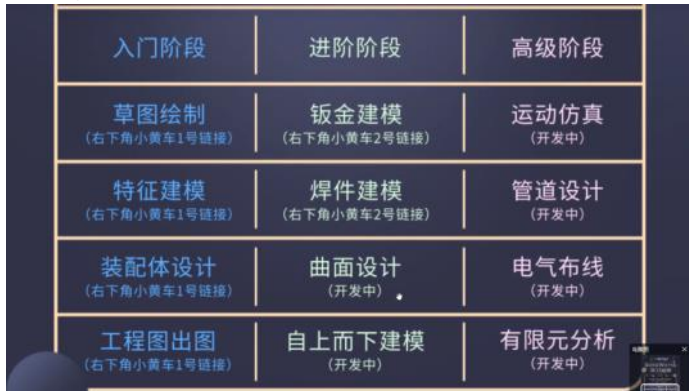 入门阶段 进阶阶段 高级阶段
草图绘制 钣金建模 运动仿真
(右下角小黄车1号链接) (右下角小黄车2号链接) (开发中)
特征建模 焊件建模 管道设计
(右下角小黄车1号链接) (右下角小黄车2号链接) (开发中)
装配体设计 曲面设计 电气布线
(右下角小黄车1号链接) (开发中) (开发中)
工程图出图 自上而下建模 有限元分析
(右下角小黄车1号链接) (开发中) (开发中)